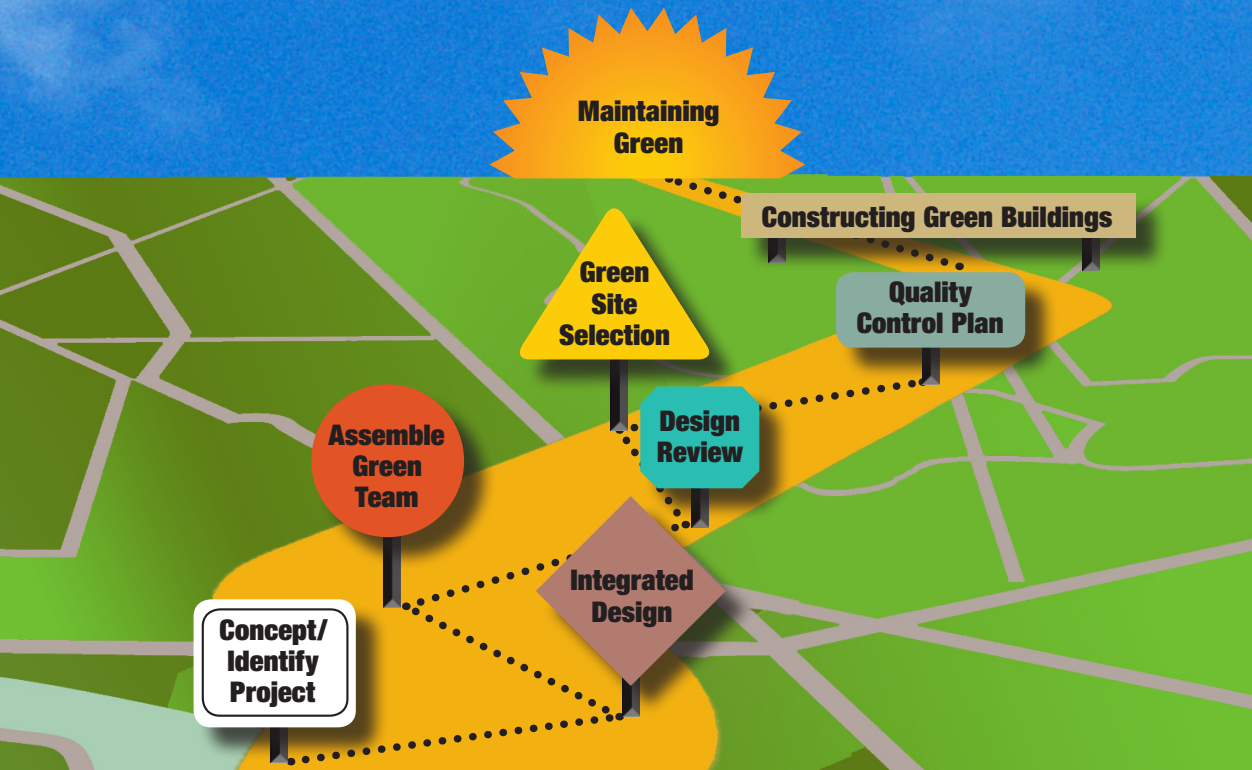 Maintaining
Green
Constructing Green Buildings
Green
Site
Selection
Quality
Control Plan
Design
Review
Assemble
Green
Team
Integrated
Design
Concept/
Identify
Project